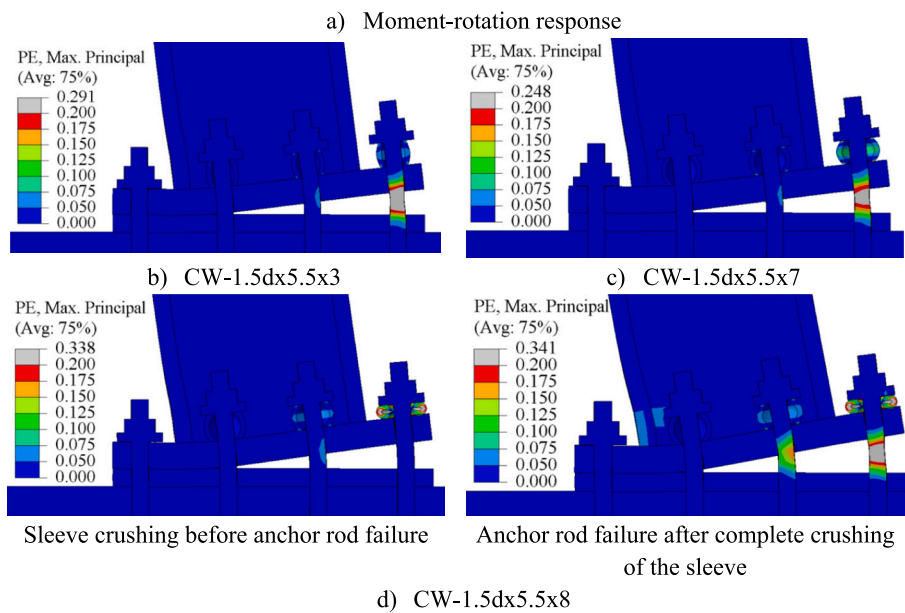 a) Moment-rotation response
PE, Max. Principal
(Avg: 75%)
0.291
0.200
0.175
0.150
0.125
0.100
0.075
0.050
0.000
PE, Max. Principal
(Avg: 75%)
0.248
0.200
0.175
0.150
0.125
0.100
0.075
0.050
0.000
b) CW-1.5dx5.5x3
c) CW-1.5dx5.5x7
PE, Max. Principal
(Avg: 75%)
0.338
0.200
0.175
0.150
0.125
0.100
0.075
0.050
0.000
PE, Max. Principal
(Avg: 75%)
0.341
0.200
0.175
0.150
0.125
0.100
0.075
0.050
0.000
Sleeve crushing before anchor rod failure
Anchor rod failure after complete crushing
of the sleeve
d) CW-1.5dx5.5x8